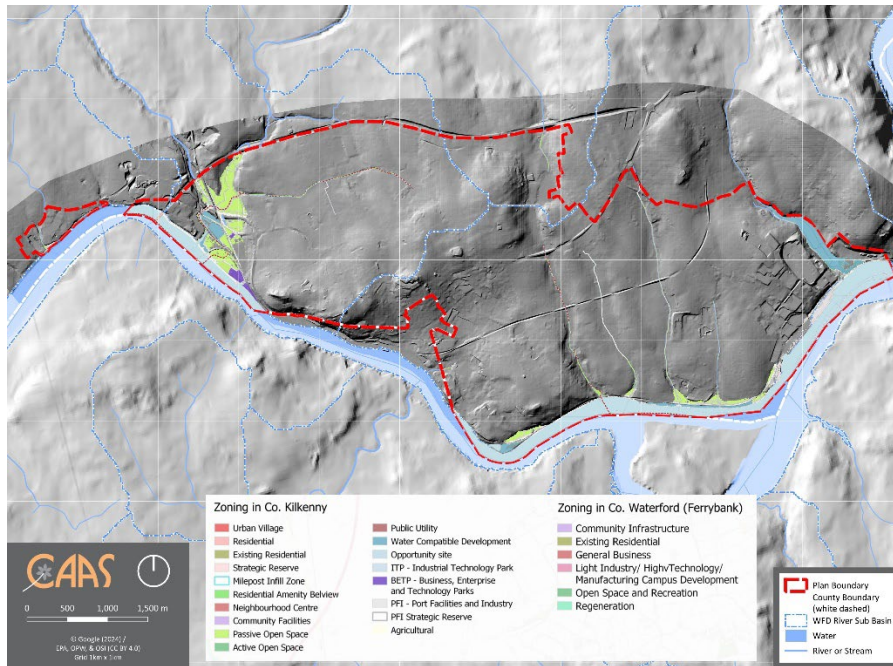 Zoning in Co. Kilkenny
Urban Village
Residential
Existing Residential
Strategic Reserve
Milepost Infill Zone
Residential Amenity Belview
Neighbourhood Centre
Community Facilities
Passive Open Space
Active Open Space
Public Utility
Water Compatible Development
Opportunity site
ITP - Industrial Technology Park
BETP - Business, Enterprise
and Technology Parks
PFI - Port Facilities and Industry
PFI Strategic Reserve
Agricultural
Zoning in Co. Waterford (Ferrybank)
Community Infrastructure
Existing Residential
General Business
Light Industry/ HighvTechnology/
Manufacturing Campus Development
Open Space and Recreation
Regeneration
CAAS
0 500 1,000 1,500 m
© Google (2024) /
EPA, OPW, & OSI (CC BY 4.0)
Grid 1km x 1km
Plan Boundary
County Boundary
(white dashed)
WFD River Sub Basin
Water
River or Stream